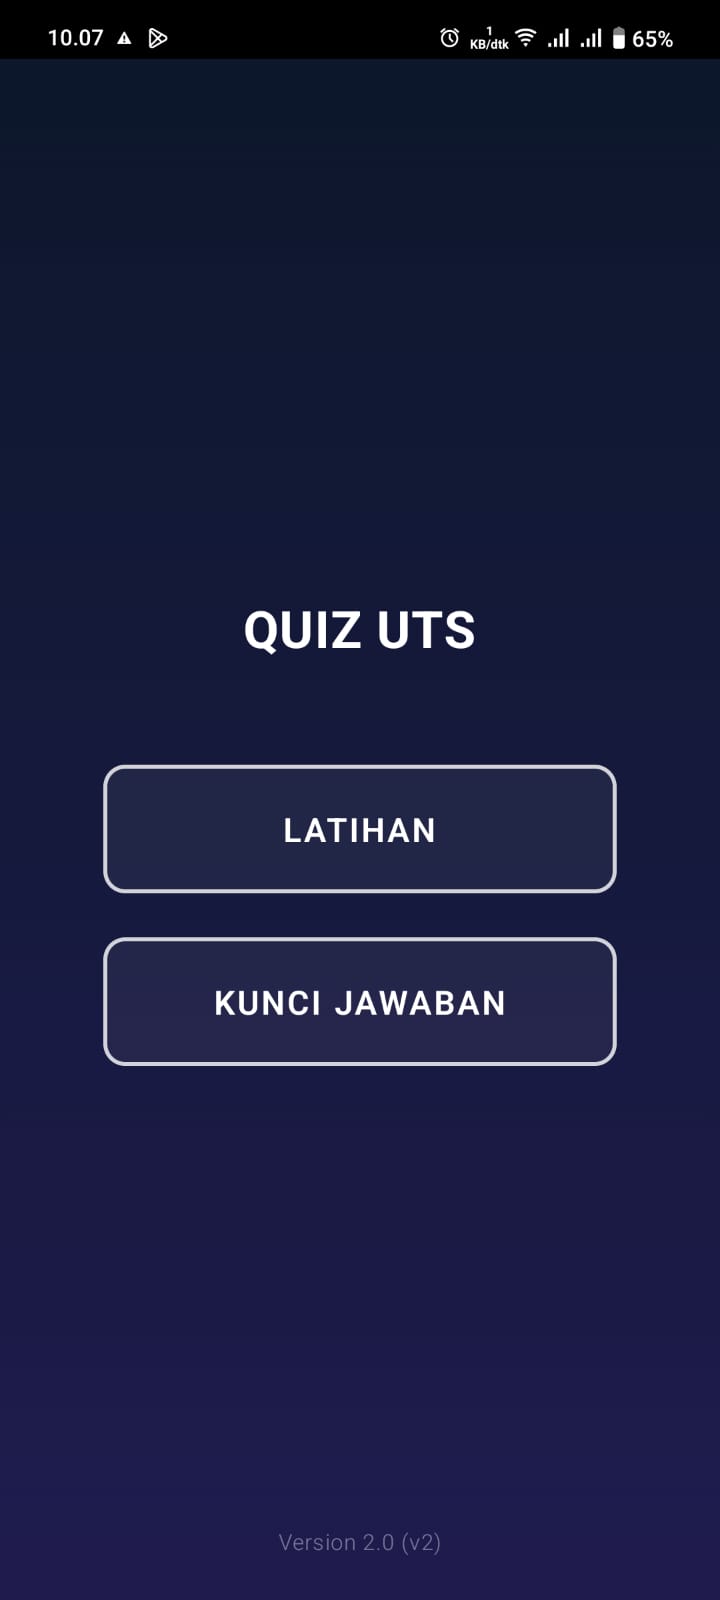 10.07
1
KB/dtk
65%
QUIZ UTS
LATIHAN
KUNCI JAWABAN
Version 2.0 (v2)